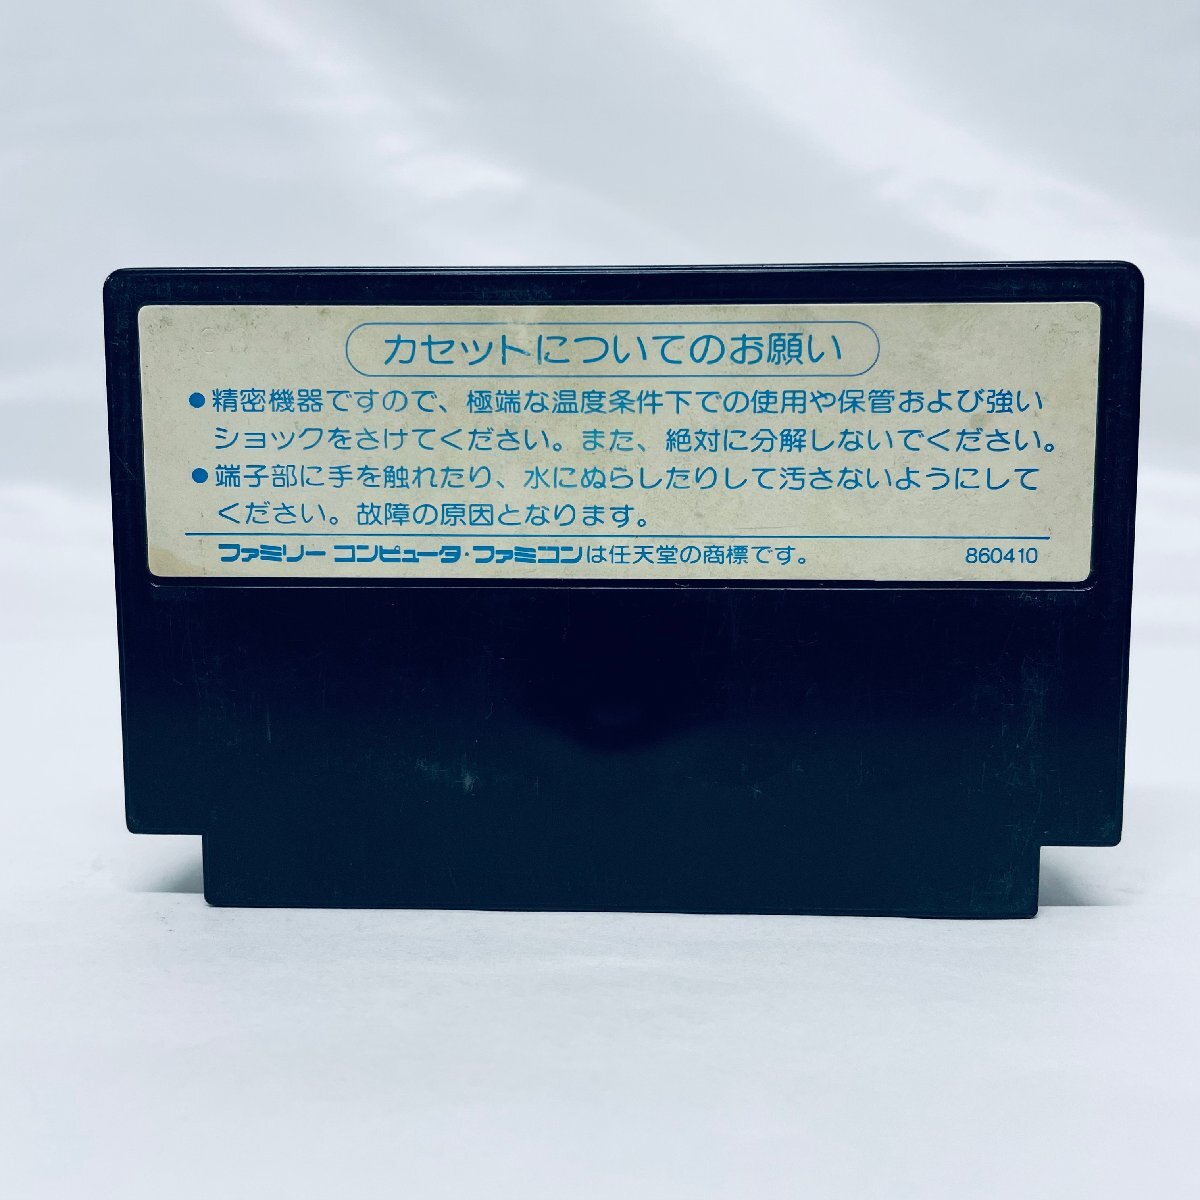 カセットについてのお願い
●精密機器ですので、極端な温度条件下での使用や保管および強い
ショックをさけてください。また、絶対に分解しないでください。
●端子部に手を触れたり、水にぬらしたりして汚さないようにして
ください。故障の原因となります。
ファミリーコンピュータ・ファミコンは任天堂の商標です。 860410